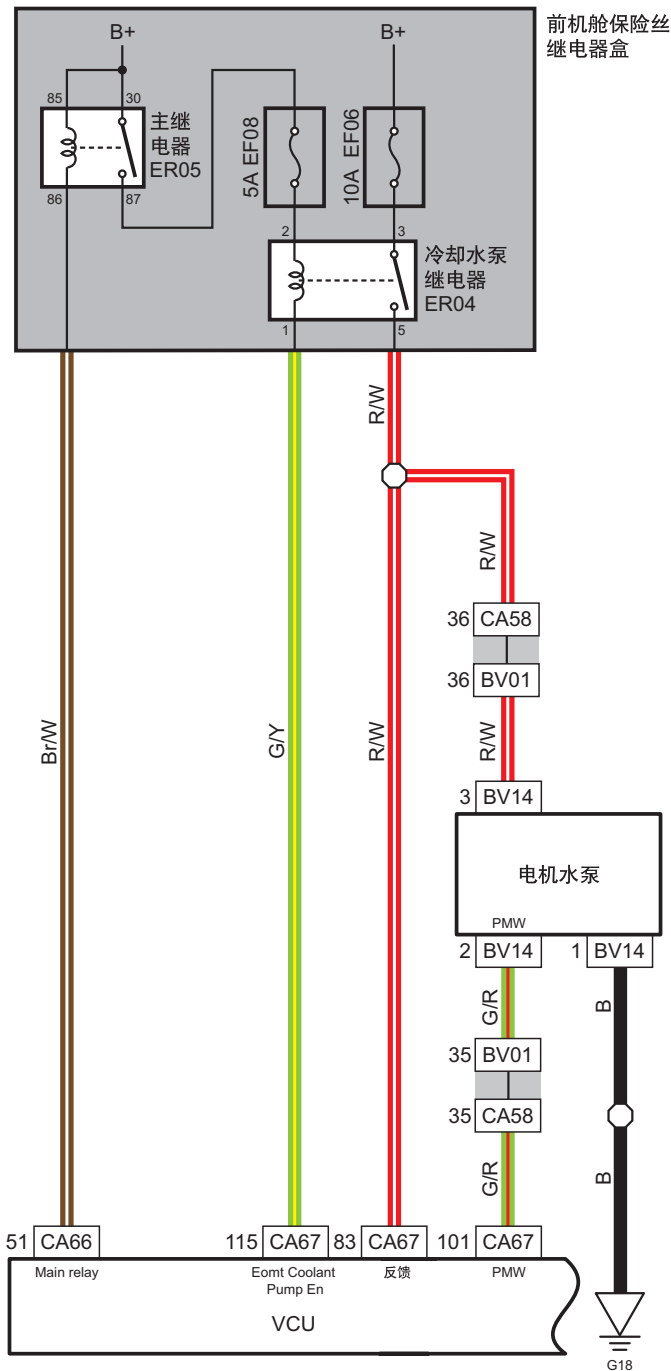 前机舱保险丝
继电器盒
B+
B+
85
30
主继
电器
ER05
86
87
5A EF08
10A EF06
2
3
冷却水泵
继电器
ER04
1
5
R/W
R/W
36 CA58
36 BV01
Br/W
G/Y
R/W
R/W
3 BV14
电机水泵
PMW
2 BV14
1 BV14
G/R
B
35 BV01
35 CA58
G/R
B
51 CA66
115 CA67
83 CA67
101 CA67
Main relay
Eomt Coolant
Pump En
反馈
PMW
VCU
G18